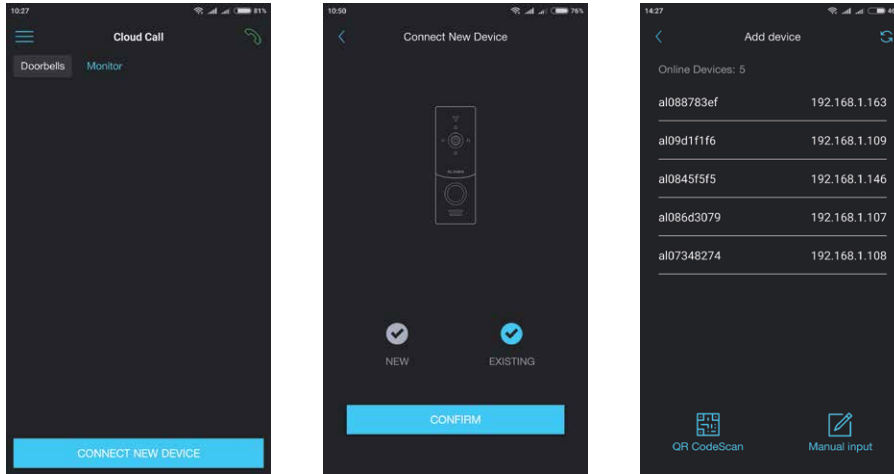 10:27
81%
Cloud Call
Doorbells Monitor
CONNECT NEW DEVICE
10:50
76%
Connect New Device
NEW EXISTING
CONFIRM
14:27
46
Add device
Online Devices: 5
al088783ef 192.168.1.163
al09d1f1f6 192.168.1.109
al0845f5f5 192.168.1.146
al086d3079 192.168.1.107
al07348274 192.168.1.108
QR CodeScan Manual input